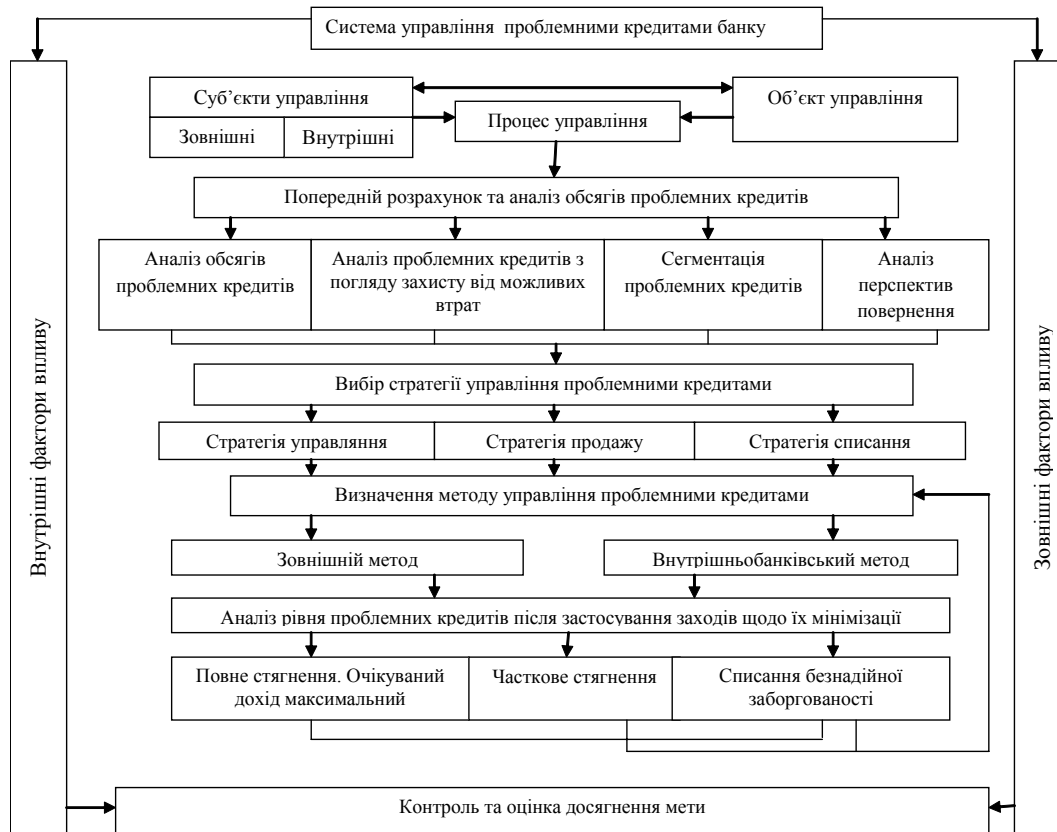 Система управління проблемними кредитами банку
Суб’єкти управління
Об’єкт управління
Зовнішні
Внутрішні
Процес управління
Попередній розрахунок та аналіз обсягів проблемних кредитів
Аналіз обсягів
проблемних кредитів
Аналіз проблемних кредитів з
погляду захисту від можливих
втрат
Сегментація
проблемних кредитів
Аналіз
перспектив
повернення
Вибір стратегії управління проблемними кредитами
Стратегія управляння
Стратегія продажу
Стратегія списання
Визначення методу управління проблемними кредитами
Зовнішній метод
Внутрішньобанківський метод
Аналіз рівня проблемних кредитів після застосування заходів щодо їх мінімізації
Повне стягнення. Очікуваний
дохід максимальний
Часткове стягнення
Списання безнадійної
заборгованості
Контроль та оцінка досягнення мети
Внутрішні фактори впливу
Зовнішні фактори впливу